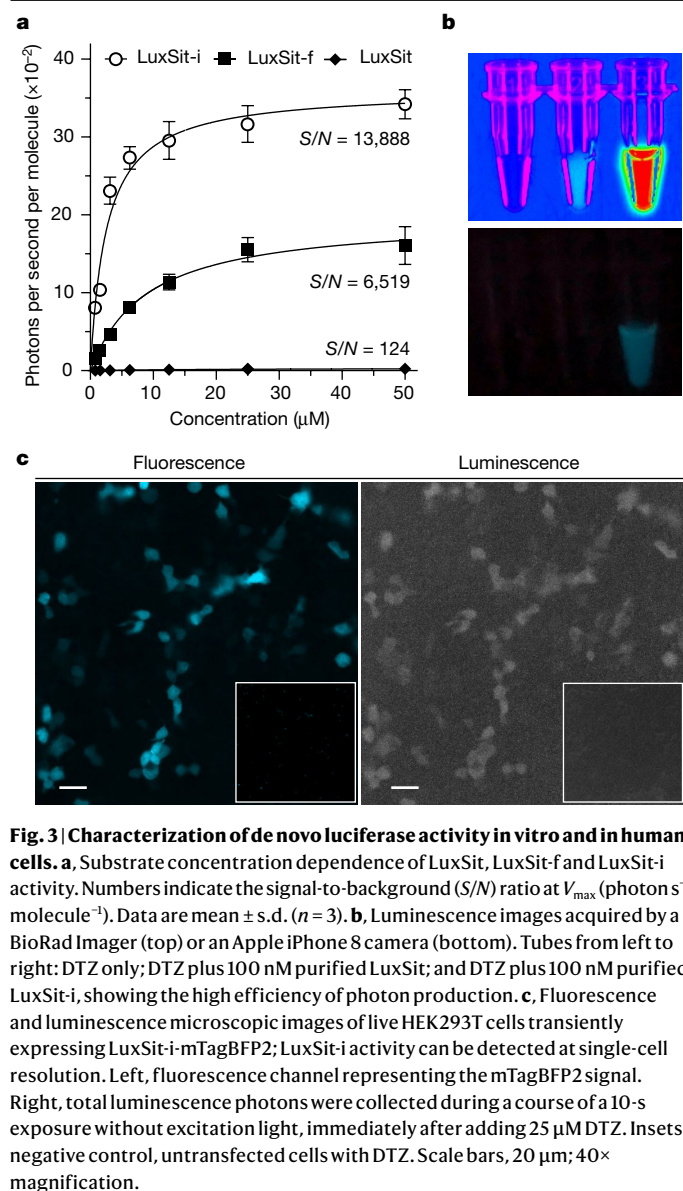 a
b
LuxSit-i LuxSit-f LuxSit
Photons per second per molecule (×10⁻²)
40
30
20
10
0
S/N = 13,888
S/N = 6,519
S/N = 124
0 10 20 30 40 50
Concentration (μM)
c
Fluorescence Luminescence
Fig. 3 | Characterization of de novo luciferase activity in vitro and in human
cells. a, Substrate concentration dependence of LuxSit, LuxSit-f and LuxSit-i
activity. Numbers indicate the signal-to-background (S/N) ratio at Vmax (photon s⁻
molecule⁻¹). Data are mean ± s.d. (n = 3). b, Luminescence images acquired by a
BioRad Imager (top) or an Apple iPhone 8 camera (bottom). Tubes from left to
right: DTZ only; DTZ plus 100 nM purified LuxSit; and DTZ plus 100 nM purified
LuxSit-i, showing the high efficiency of photon production. c, Fluorescence
and luminescence microscopic images of live HEK293T cells transiently
expressing LuxSit-i-mTagBFP2; LuxSit-i activity can be detected at single-cell
resolution. Left, fluorescence channel representing the mTagBFP2 signal.
Right, total luminescence photons were collected during a course of a 10-s
exposure without excitation light, immediately after adding 25 μM DTZ. Insets
negative control, untransfected cells with DTZ. Scale bars, 20 μm; 40×
magnification.